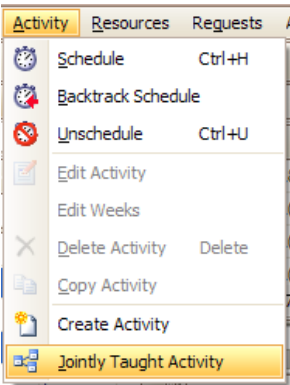 Activity Resources Requests
Schedule Ctrl+H
Backtrack Schedule
Unschedule Ctrl+U
Edit Activity
Edit Weeks
Delete Activity Delete
Copy Activity
Create Activity
Jointly Taught Activity